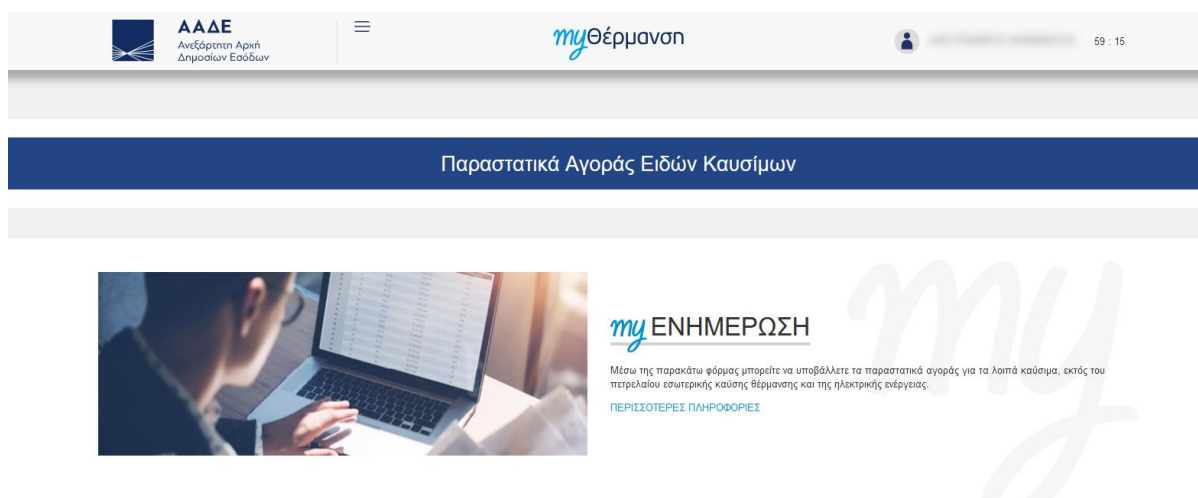 ΑΑΔΕ
Ανεξάρτητη Αρχή
Δημοσίων Εσόδων
myΘέρμανση
59 : 15
Παραστατικά Αγοράς Ειδών Καυσίμων
my ΕΝΗΜΕΡΩΣΗ
Μέσω της παρακάτω φόρμας μπορείτε να υποβάλλετε τα παραστατικά αγοράς για τα λοιπά καύσιμα, εκτός του
πετρελαίου εσωτερικής καύσης θέρμανσης και της ηλεκτρικής ενέργειας.
ΠΕΡΙΣΣΟΤΕΡΕΣ ΠΛΗΡΟΦΟΡΙΕΣ
my